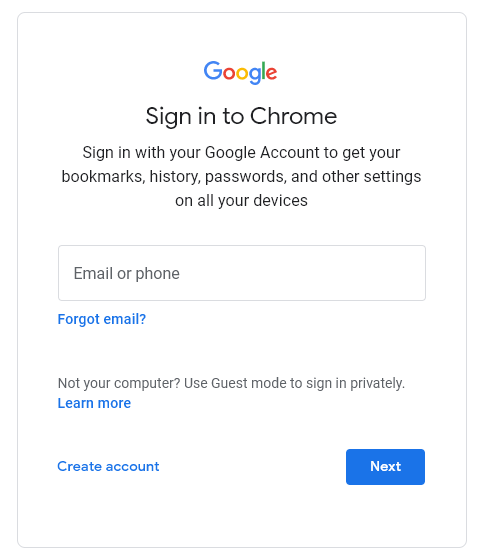 Google
Sign in to Chrome
Sign in with your Google Account to get your
bookmarks, history, passwords, and other settings
on all your devices
Email or phone
Forgot email?
Not your computer? Use Guest mode to sign in privately.
Learn more
Create account
Next